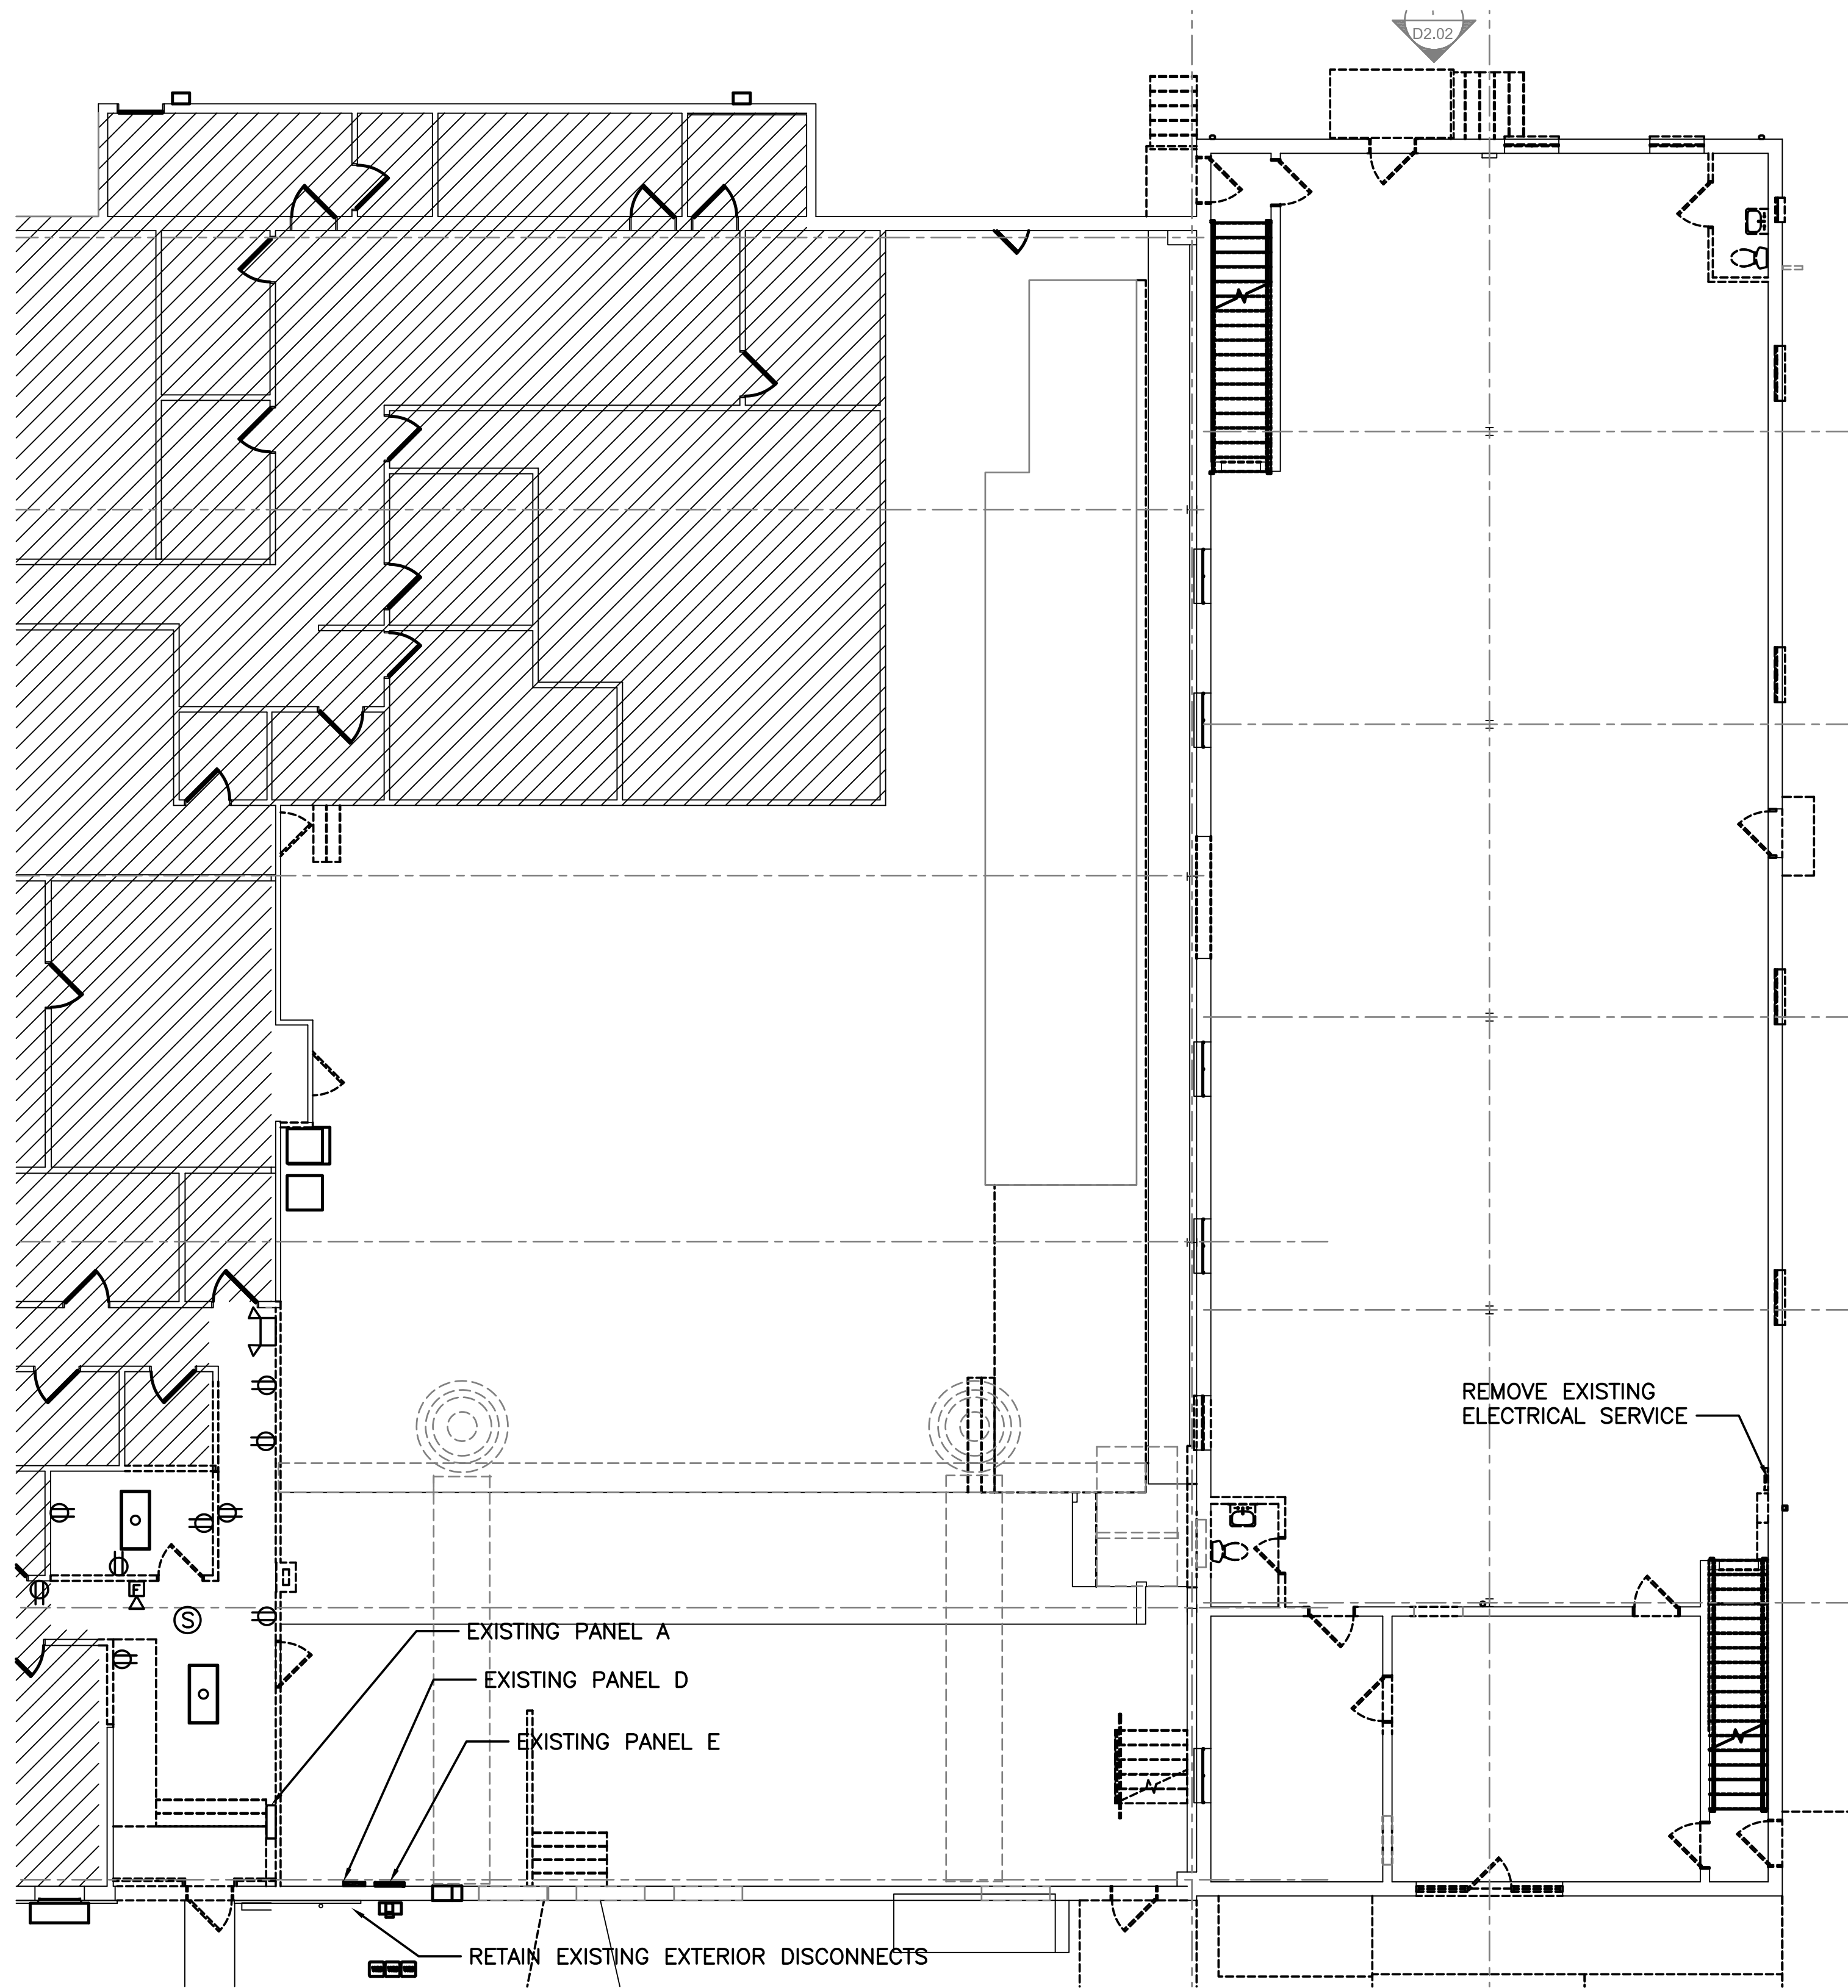 D2.02
REMOVE EXISTING
ELECTRICAL SERVICE
F
S
EXISTING PANEL A
EXISTING PANEL D
EXISTING PANEL E
RETAIN EXISTING EXTERIOR DISCONNECTS